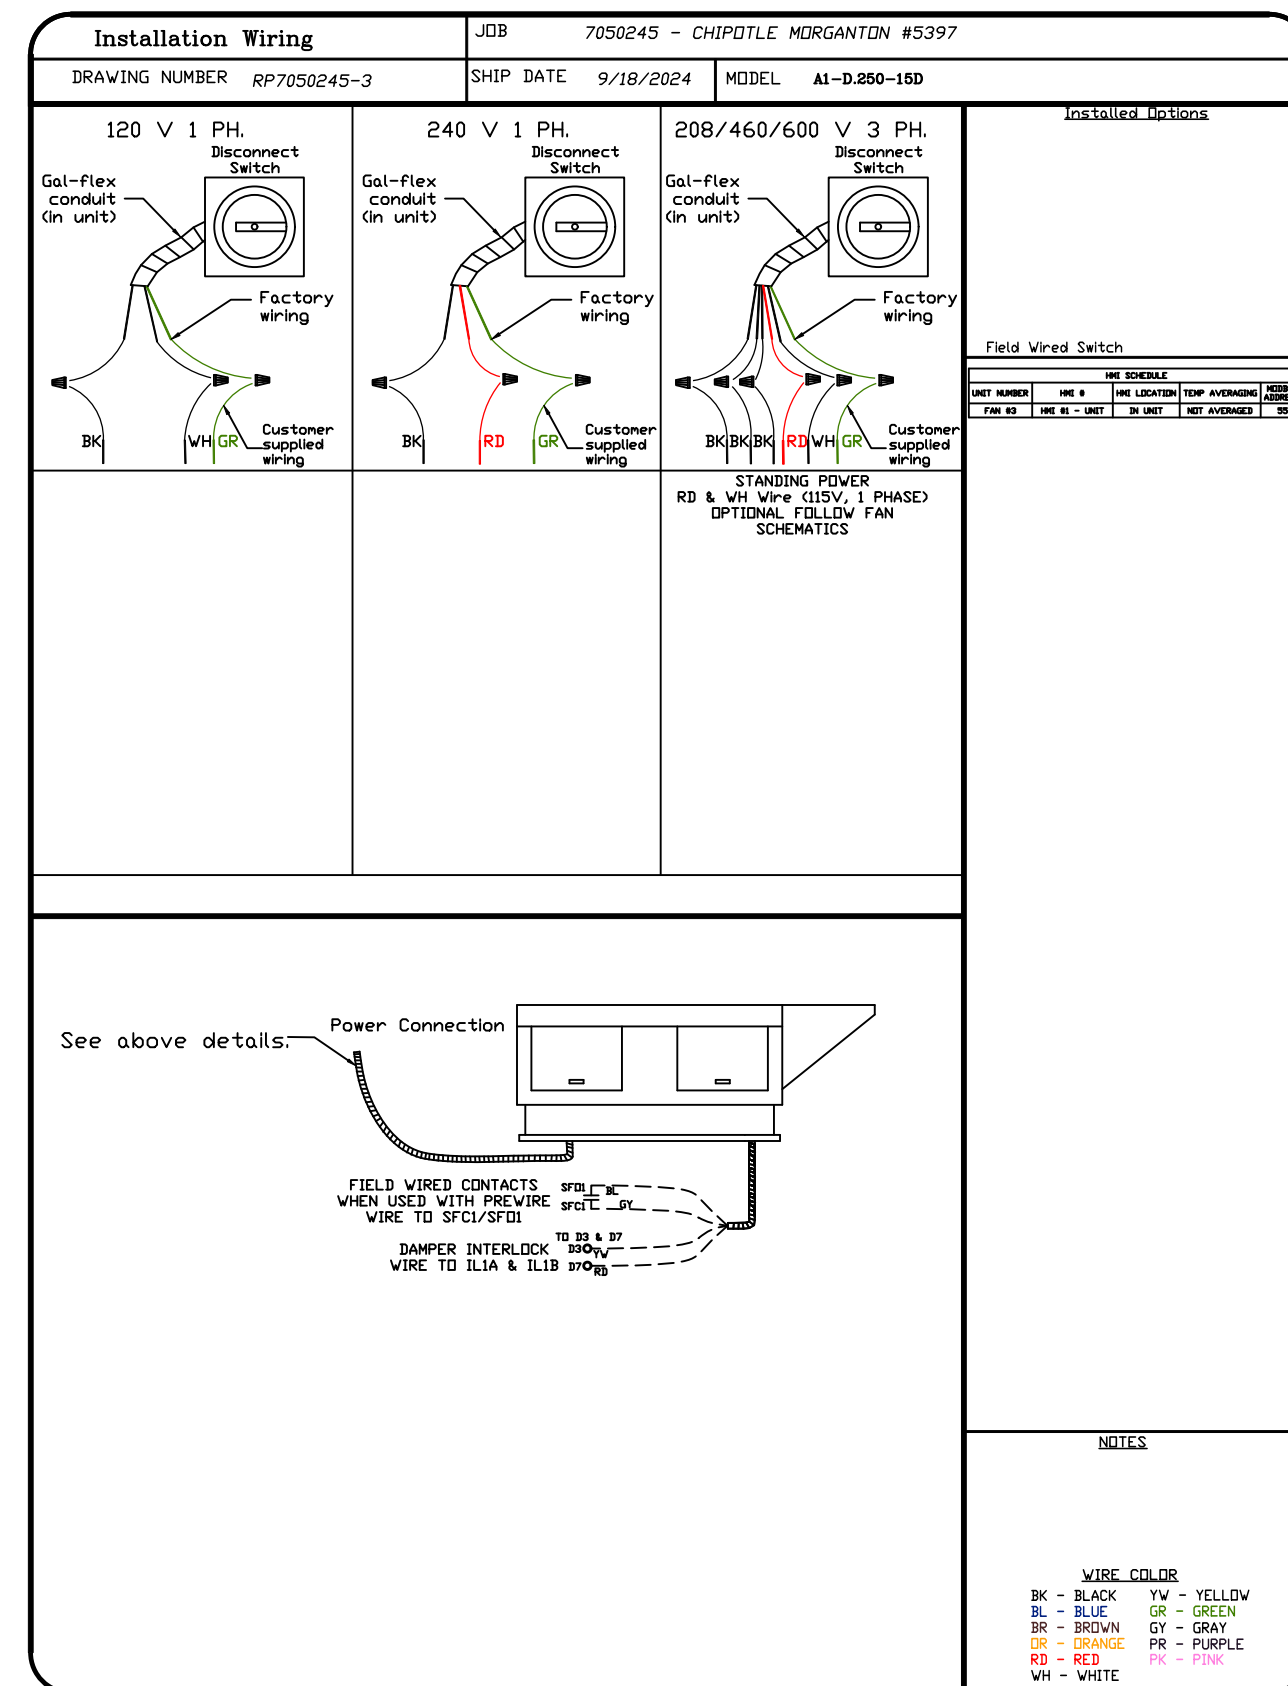 Installation Wiring
JOB 7050245 - CHIPOTLE MORGANTON #5397
DRAWING NUMBER RP7050245-3
SHIP DATE 9/18/2024
MODEL A1-D.250-15D
120 V 1 PH.
Disconnect
Switch
Gal-flex
conduit
(in unit)
Factory
wiring
BK
WH
GR
Customer
supplied
wiring
240 V 1 PH.
Disconnect
Switch
Gal-flex
conduit
(in unit)
Factory
wiring
BK
RD
GR
Customer
supplied
wiring
208/460/600 V 3 PH.
Disconnect
Switch
Gal-flex
conduit
(in unit)
Factory
wiring
BK
BK
BK
RD
WH
GR
Customer
supplied
wiring
STANDING POWER
RD & WH Wire (115V, 1 PHASE)
OPTIONAL FOLLOW FAN
SCHEMATICS
Installed Options
Field Wired Switch
HMI SCHEDULE
UNIT NUMBER HMI # HMI LOCATION TEMP AVERAGING
FAN #3 HMI #1 - UNIT IN UNIT NOT AVERAGED 55
See above details.
Power Connection
FIELD WIRED CONTACTS
WHEN USED WITH PREWIRE
WIRE TO SFC1/SFO1
SFO1 BL
SFC1 GY
DAMPER INTERLOCK
WIRE TO IL1A & IL1B
TO D3 & D7
D3 YW
D7 RD
NOTES
WIRE COLOR
BK - BLACK YW - YELLOW
BL - BLUE GR - GREEN
BR - BROWN GY - GRAY
OR - ORANGE PR - PURPLE
RD - RED PK - PINK
WH - WHITE